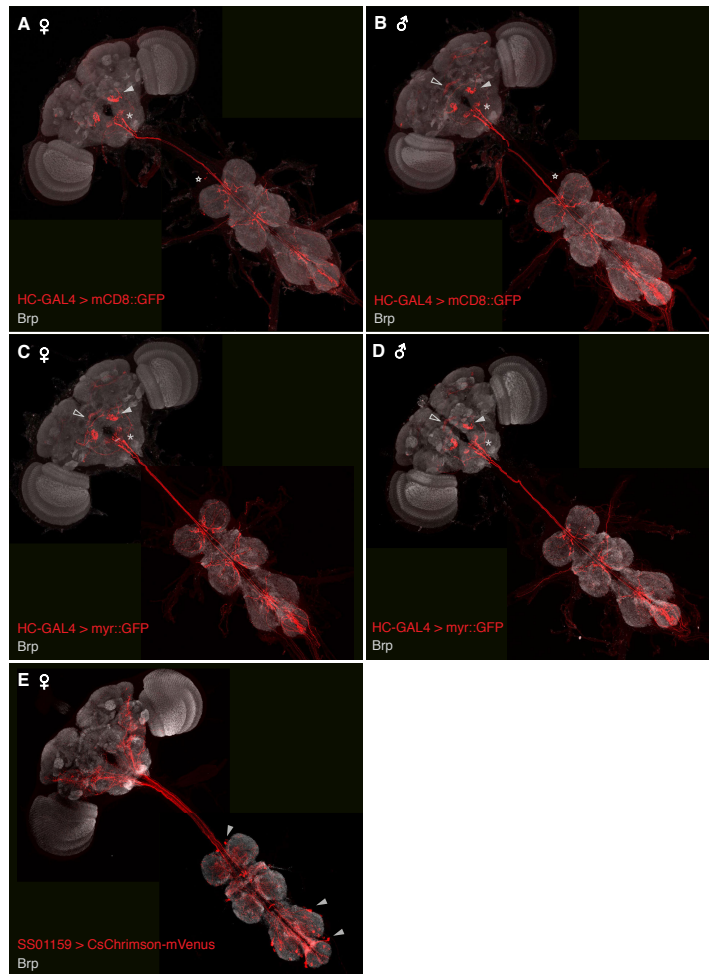 A ♀
HC-GAL4 > mCD8::GFP
Brp
B ♂
HC-GAL4 > mCD8::GFP
Brp
C ♀
HC-GAL4 > myr::GFP
Brp
D ♂
HC-GAL4 > myr::GFP
Brp
E ♀
SS01159 > CsChrimson-mVenus
Brp